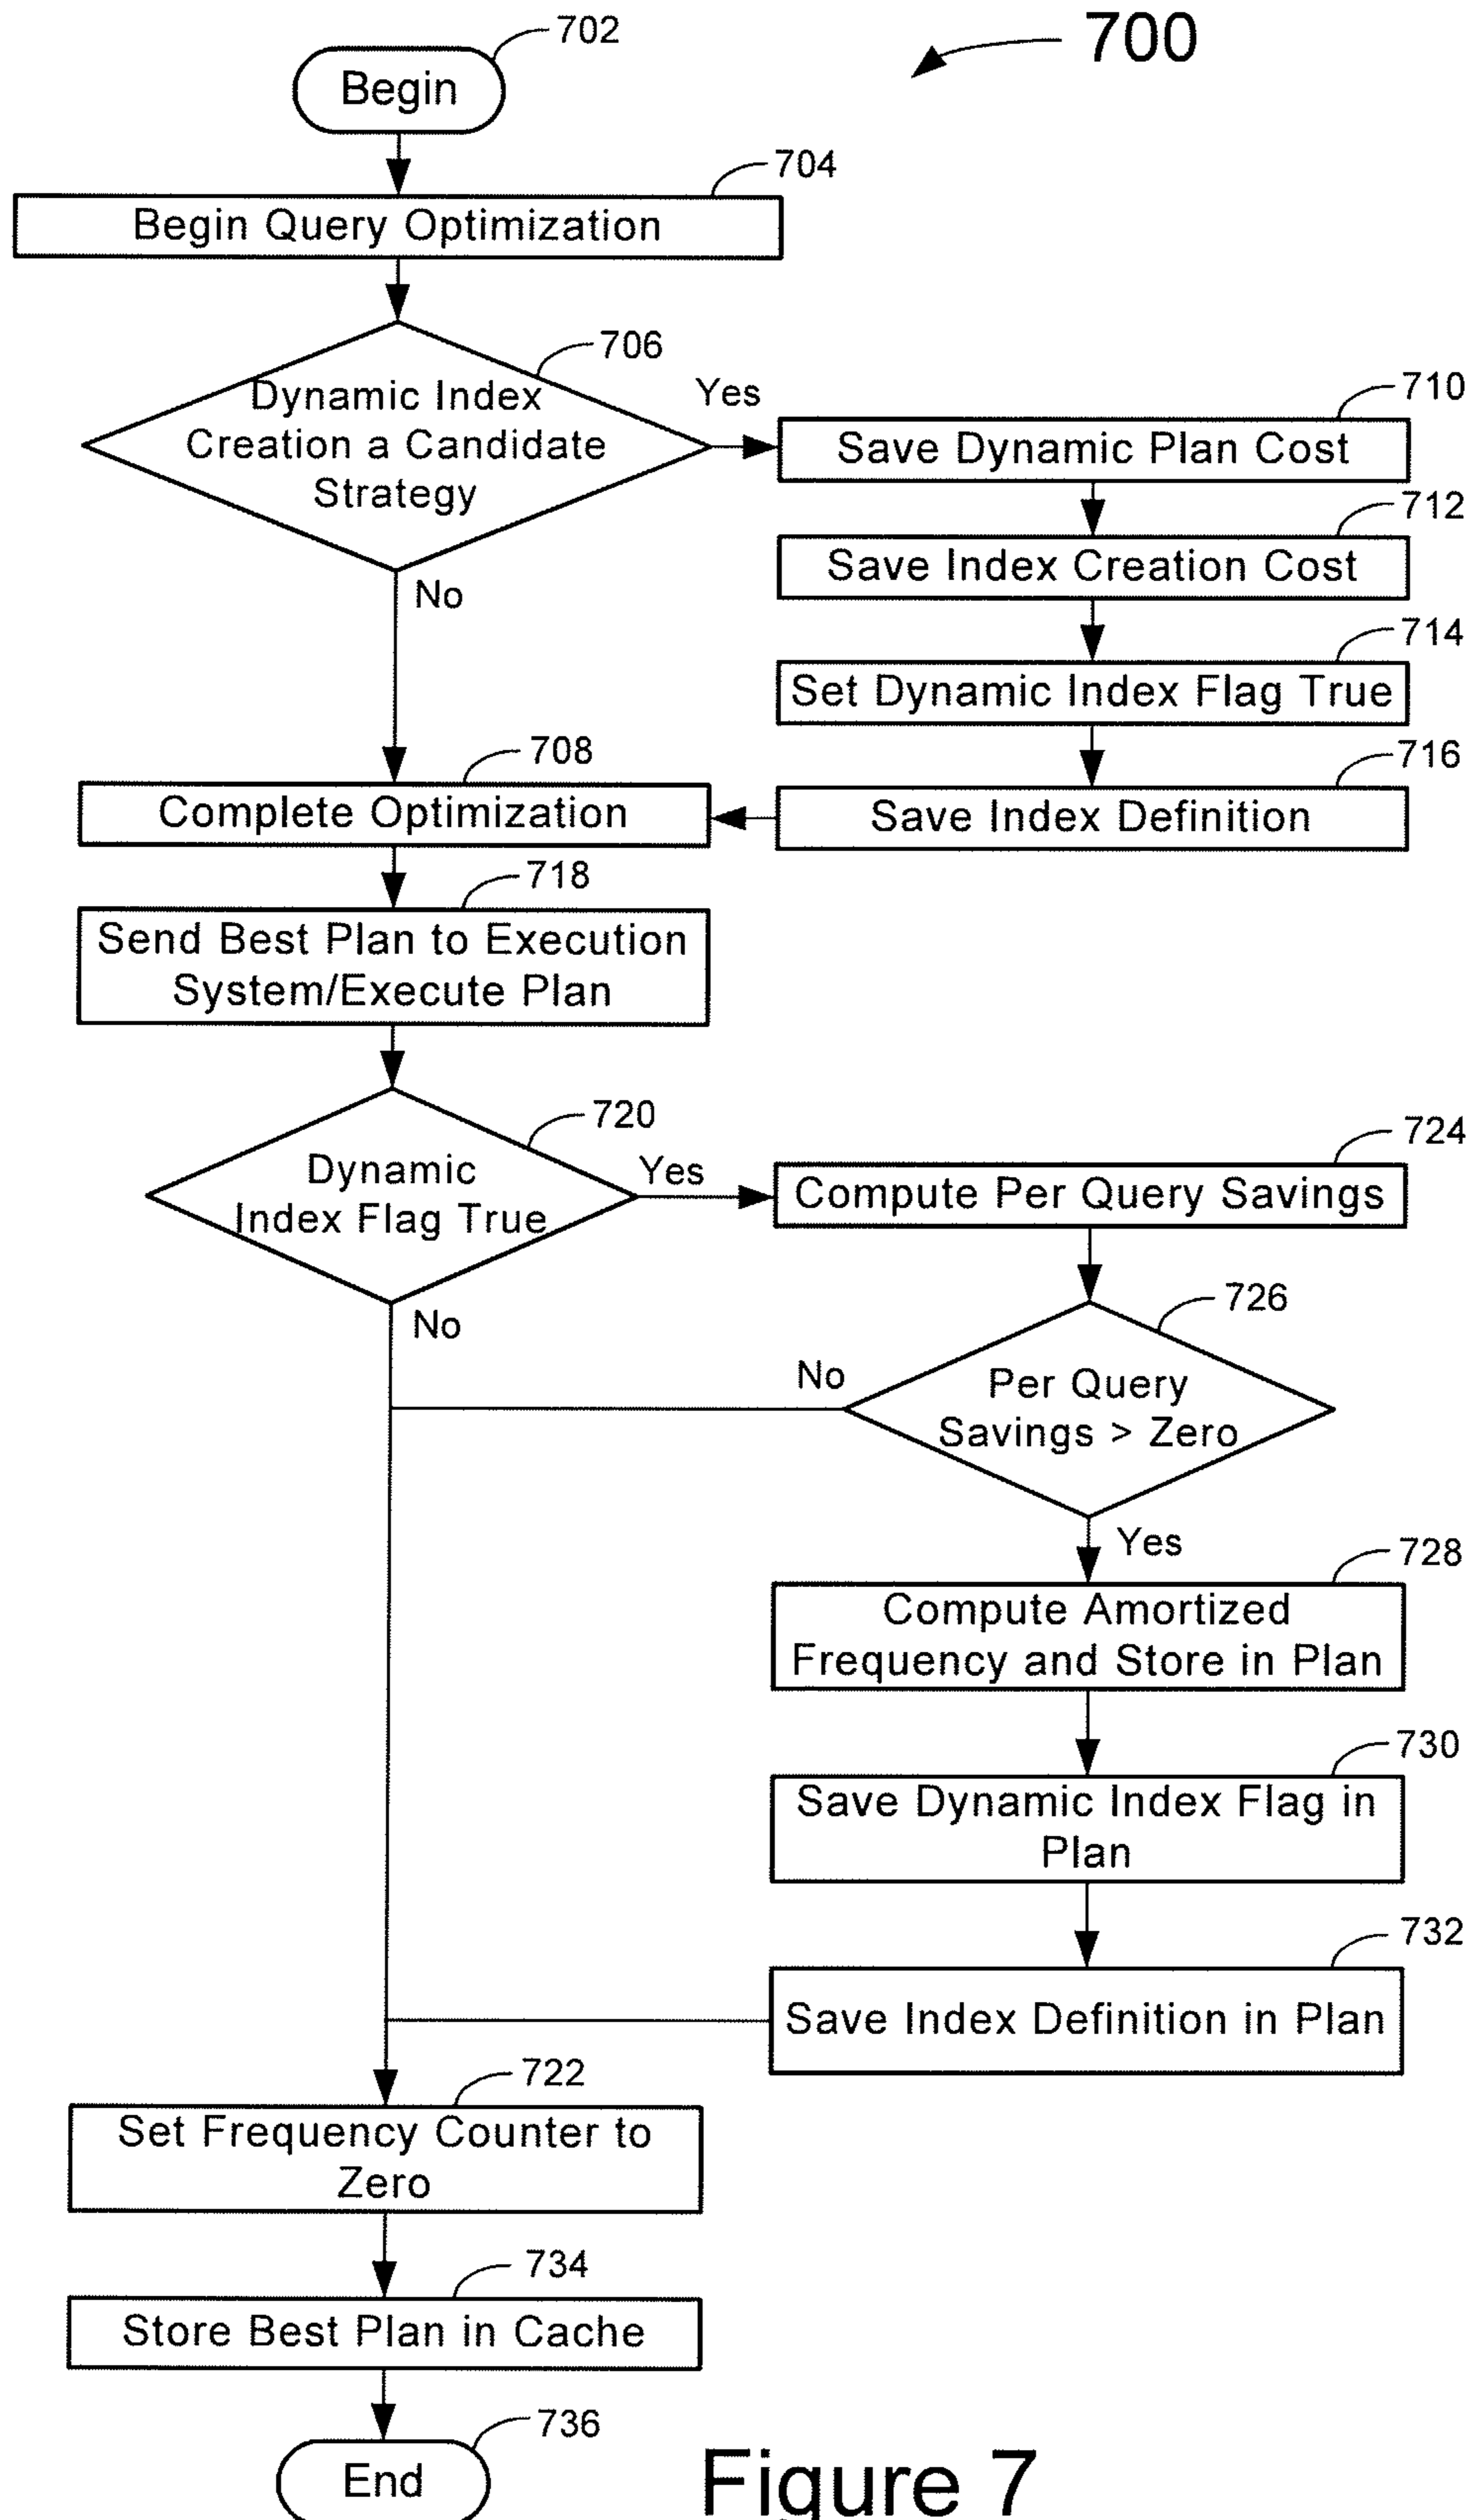 702
700
Begin
704
Begin Query Optimization
706
Dynamic Index
Creation a Candidate
Strategy
Yes
No
710
Save Dynamic Plan Cost
712
Save Index Creation Cost
714
Set Dynamic Index Flag True
716
Save Index Definition
708
Complete Optimization
718
Send Best Plan to Execution
System/Execute Plan
720
Dynamic
Index Flag True
Yes
No
724
Compute Per Query Savings
726
Per Query
Savings > Zero
No
Yes
728
Compute Amortized
Frequency and Store in Plan
730
Save Dynamic Index Flag in
Plan
732
Save Index Definition in Plan
722
Set Frequency Counter to
Zero
734
Store Best Plan in Cache
736
End
Figure 7